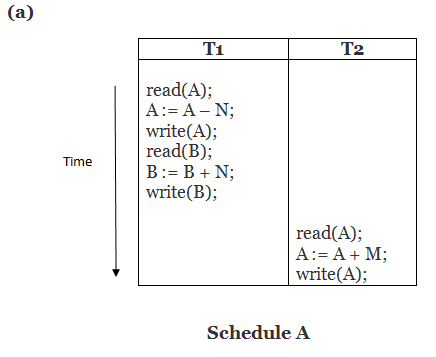 (a)
T1 T2
read(A);
A:= A – N;
write(A);
Time
read(B);
B:= B + N;
write(B);
read(A);
A:= A + M;
write(A);
Schedule A